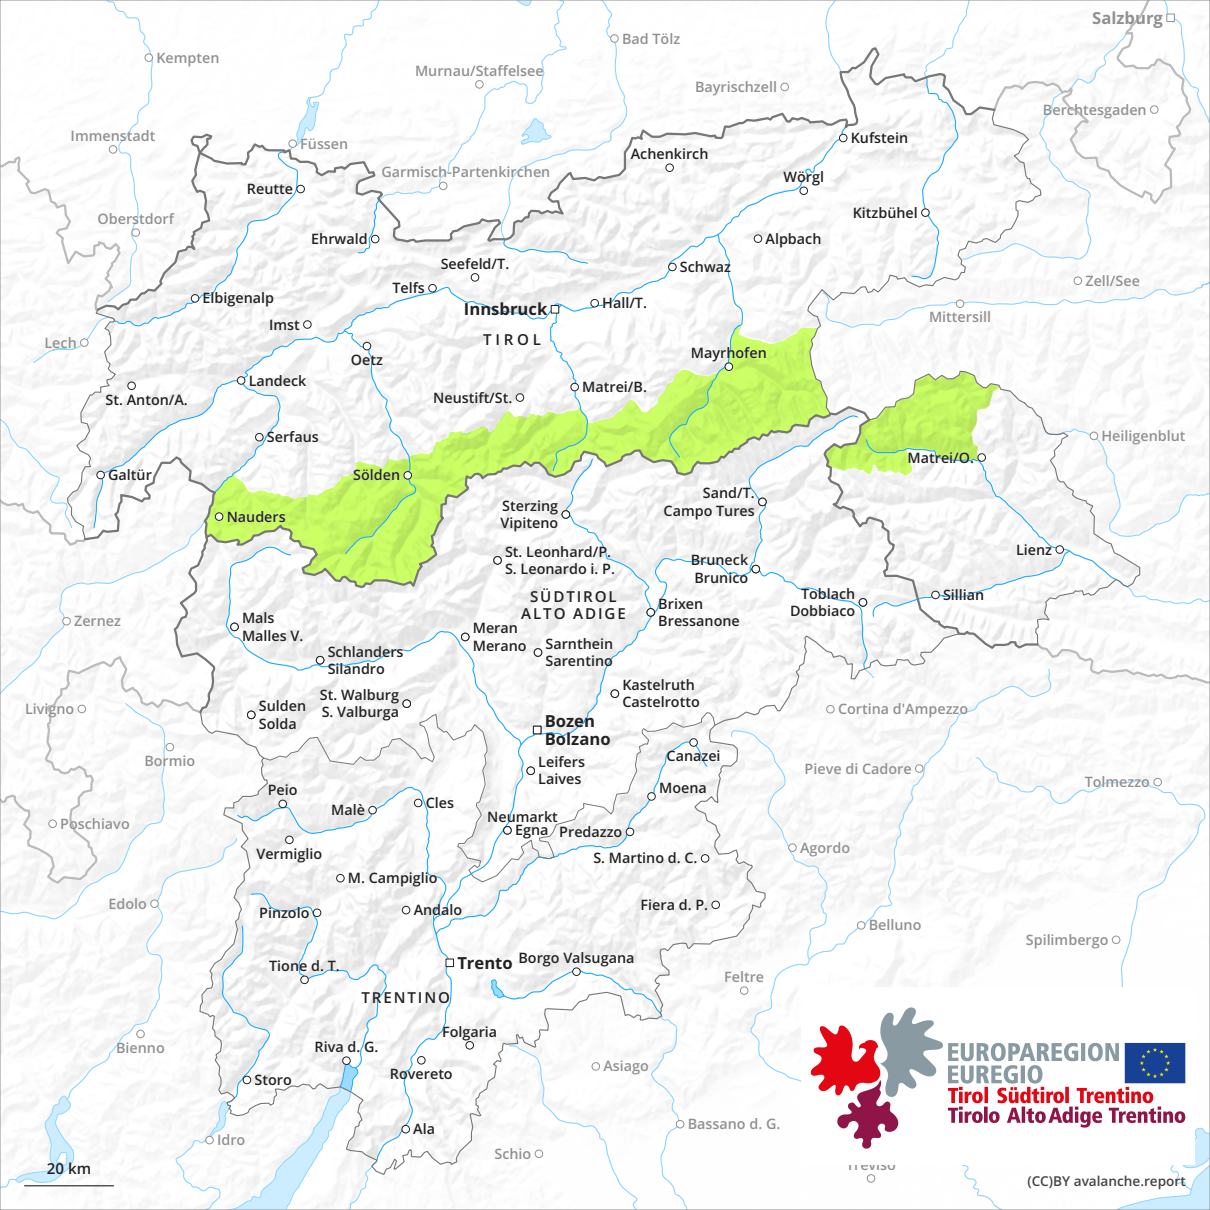 Salzburg
Bad Tölz
Kempten
Murnau/Staffelsee
Bayrischzell
Berchtesgaden
Immenstadt
Füssen
Kufstein
Achenkirch
Garmisch-Partenkirchen
Wörgl
Reutte
Oberstdorf
Kitzbühel
Ehrwald
Alpbach
Seefeld/T.
Schwaz
Zell/See
Telfs
Elbigenalp
Innsbruck
Hall/T.
Mittersill
Imst
TIROL
Lech
Oetz
Mayrhofen
Landeck
Matrei/B.
St. Anton/A.
Neustift/St.
Serfaus
Heiligenblut
Matrei/O.
Galtür
Sölden
Sand/T.
Campo Tures
Sterzing
Vipiteno
Nauders
St. Leonhard/P.
S. Leonardo i. P.
Lienz
Bruneck
Brunico
SÜDTIROL
ALTO ADIGE
Toblach
Dobbiaco
Sillian
Brixen
Bressanone
Zernez
Mals
Malles V.
Meran
Merano
Sarnthein
Sarentino
Schlanders
Silandro
Kastelruth
Castelrotto
St. Walburg
S. Valburga
Livigno
Sulden
Solda
Cortina d'Ampezzo
Bozen
Bolzano
Canazei
Bormio
Leifers
Laives
Pieve di Cadore
Tolmezzo
Peio
Moena
Malè
Cles
Neumarkt
Egna
Predazzo
Poschiavo
Vermiglio
S. Martino d. C.
Agordo
M. Campiglio
Edolo
Pinzolo
Andalo
Fiera d. P.
Belluno
Spilimbergo
Tione d. T.
Trento
Borgo Valsugana
Feltre
TRENTINO
Folgaria
Bienno
Riva d. G.
Rovereto
Asiago
Storo
EUROPAREGION
EUREGIO
Tirol Südtirol Trentino
Tirolo Alto Adige Trentino
Ala
Bassano d. G.
Idro
Schio
Treviso
20 km
(CC)BY avalanche.report